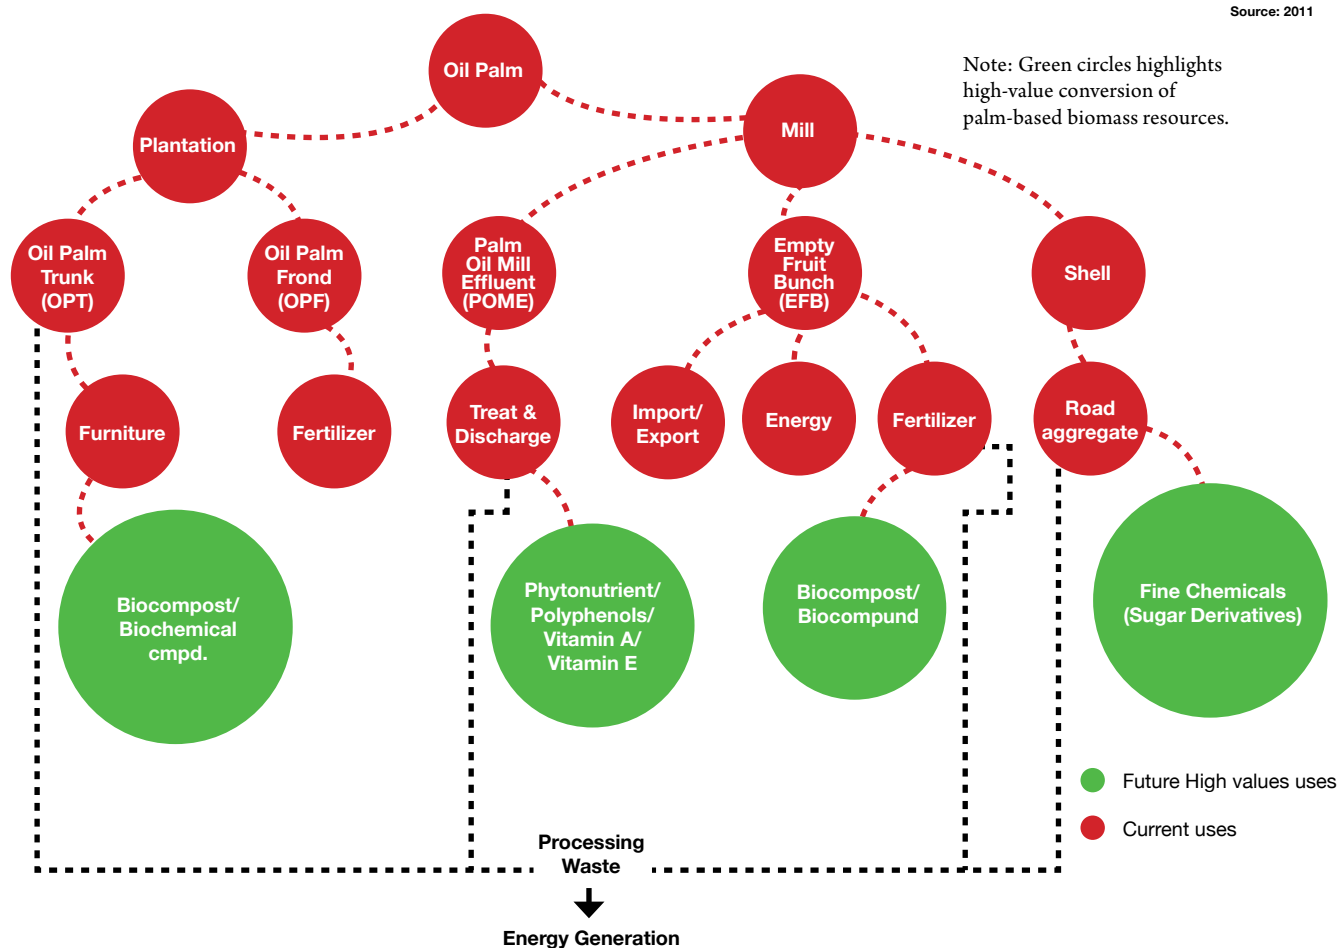 Source: 2011
Note: Green circles highlights
high-value conversion of
palm-based biomass resources.
Oil Palm
Plantation
Mill
Oil Palm
Trunk
(OPT)
Oil Palm
Frond
(OPF)
Palm
Oil Mill
Effluent
(POME)
Empty
Fruit
Bunch
(EFB)
Shell
Furniture
Fertilizer
Treat &
Discharge
Import/
Export
Energy
Fertilizer
Road
aggregate
Biocompost/
Biochemical
cmpd.
Phytonutrient/
Polyphenols/
Vitamin A/
Vitamin E
Biocompost/
Biocompund
Fine Chemicals
(Sugar Derivatives)
Future High values uses
Current uses
Processing
Waste
Energy Generation